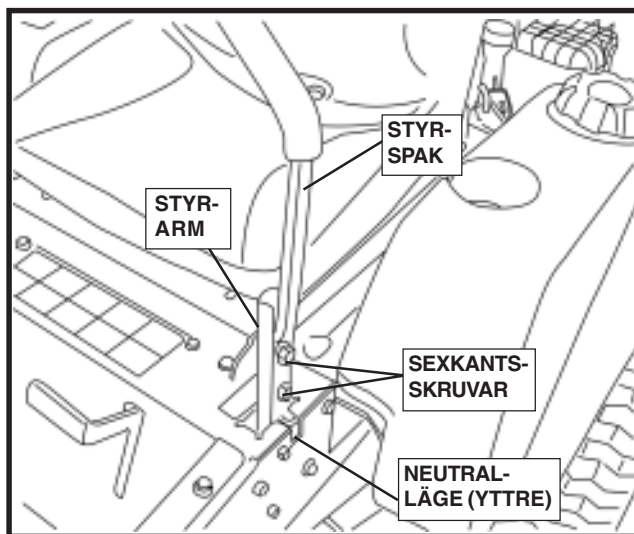 STYR-
SPAK
STYR-
ARM
SEXKANTS-
SKRUVAR
NEUTRAL-
LÄGE (YTTRE)